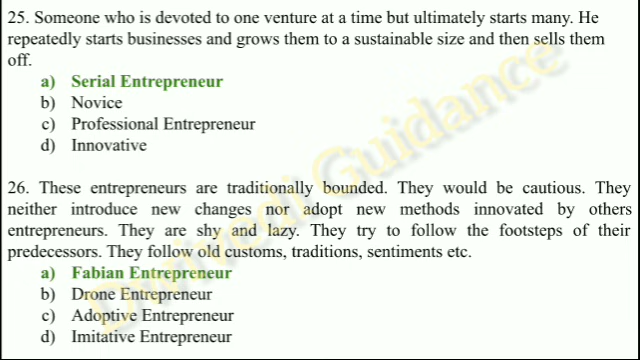 25. Someone who is devoted to one venture at a time but ultimately starts many. He
repeatedly starts businesses and grows them to a sustainable size and then sells them
off.
a) Serial Entrepreneur
b) Novice
c) Professional Entrepreneur
d) Innovative
26. These entrepreneurs are traditionally bounded. They would be cautious. They
neither introduce new changes nor adopt new methods innovated by others
entrepreneurs. They are shy and lazy. They try to follow the footsteps of their
predecessors. They follow old customs, traditions, sentiments etc.
a) Fabian Entrepreneur
b) Drone Entrepreneur
c) Adoptive Entrepreneur
d) Imitative Entrepreneur
Dwivedi Guidance